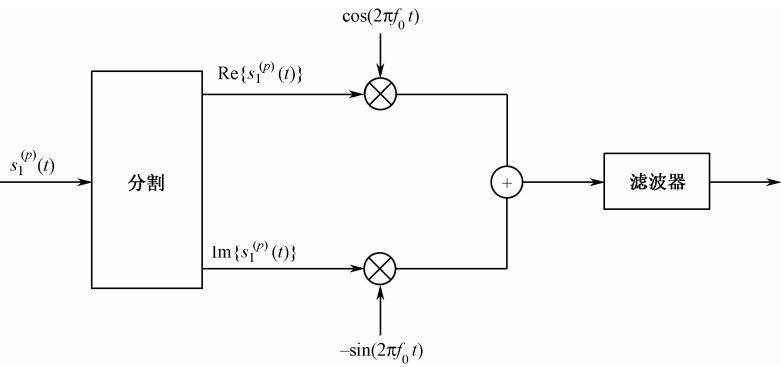 cos(2πf₀t)
Re{s₁⁽ᵖ⁾(t)}
s₁⁽ᵖ⁾(t)
分割
+
滤波器
Im{s₁⁽ᵖ⁾(t)}
–sin(2πf₀t)